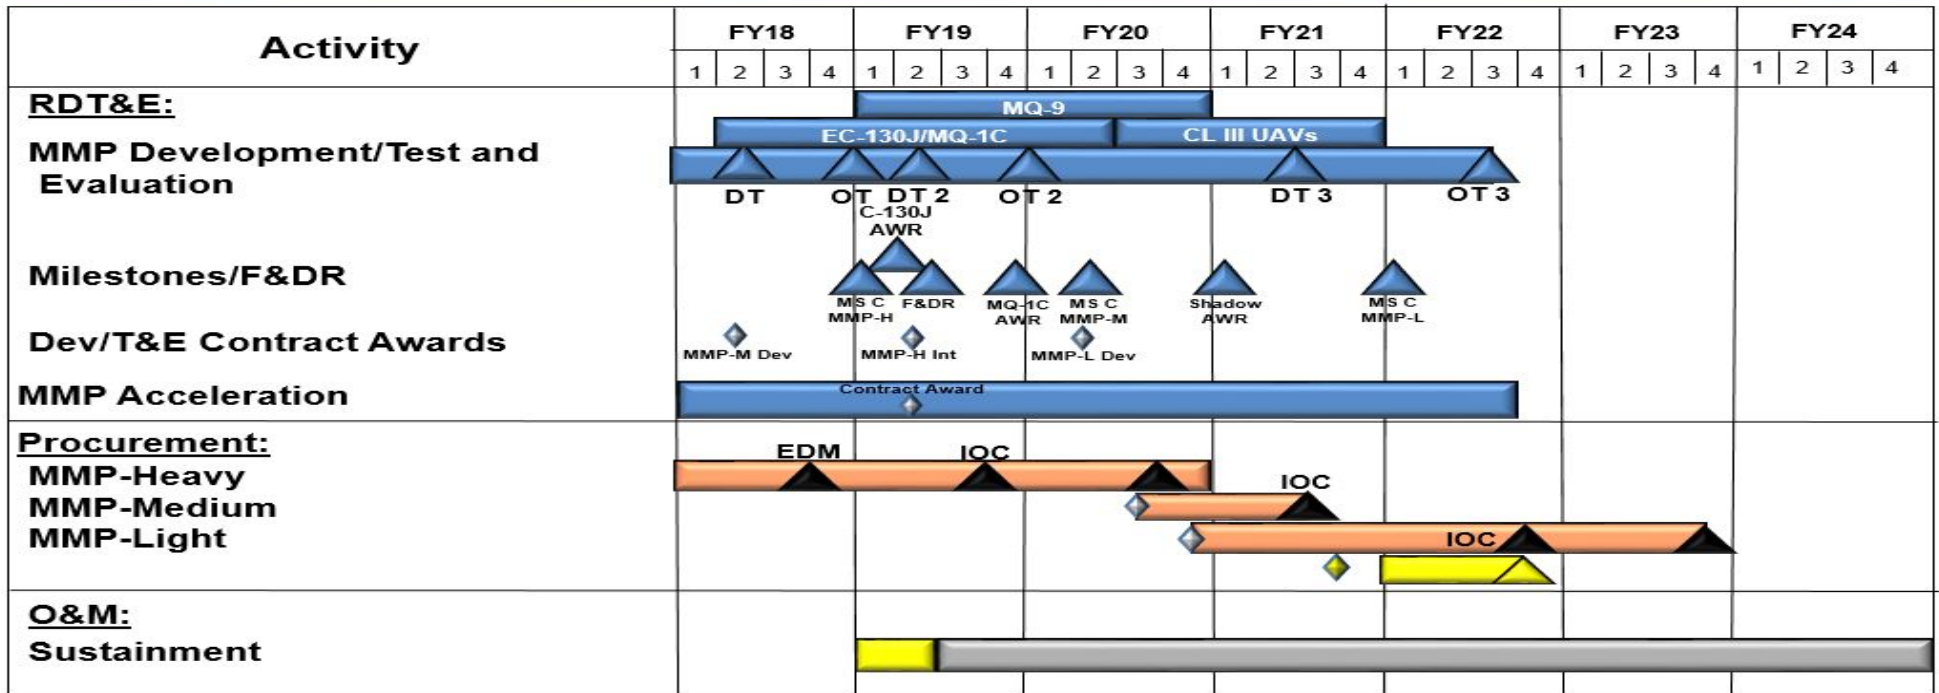 Activity
FY18 FY19 FY20 FY21 FY22 FY23 FY24
1 2 3 4 1 2 3 4 1 2 3 4 1 2 3 4 1 2 3 4 1 2 3 4 1 2 3 4
RDT&E:
MQ-9
EC-130J/MQ-1C CL III UAVs
MMP Development/Test and
Evaluation
DT OT DT 2 OT 2 DT 3 OT 3
C-130J
AWR
Milestones/F&DR
MS C F&DR MQ-1C MS C Shadow MS C
MMP-H AWR MMP-M AWR MMP-L
Dev/T&E Contract Awards
MMP-M Dev MMP-H Int MMP-L Dev
MMP Acceleration
Contract Award
Procurement:
EDM IOC
MMP-Heavy
IOC
MMP-Medium
MMP-Light
IOC
O&M:
Sustainment